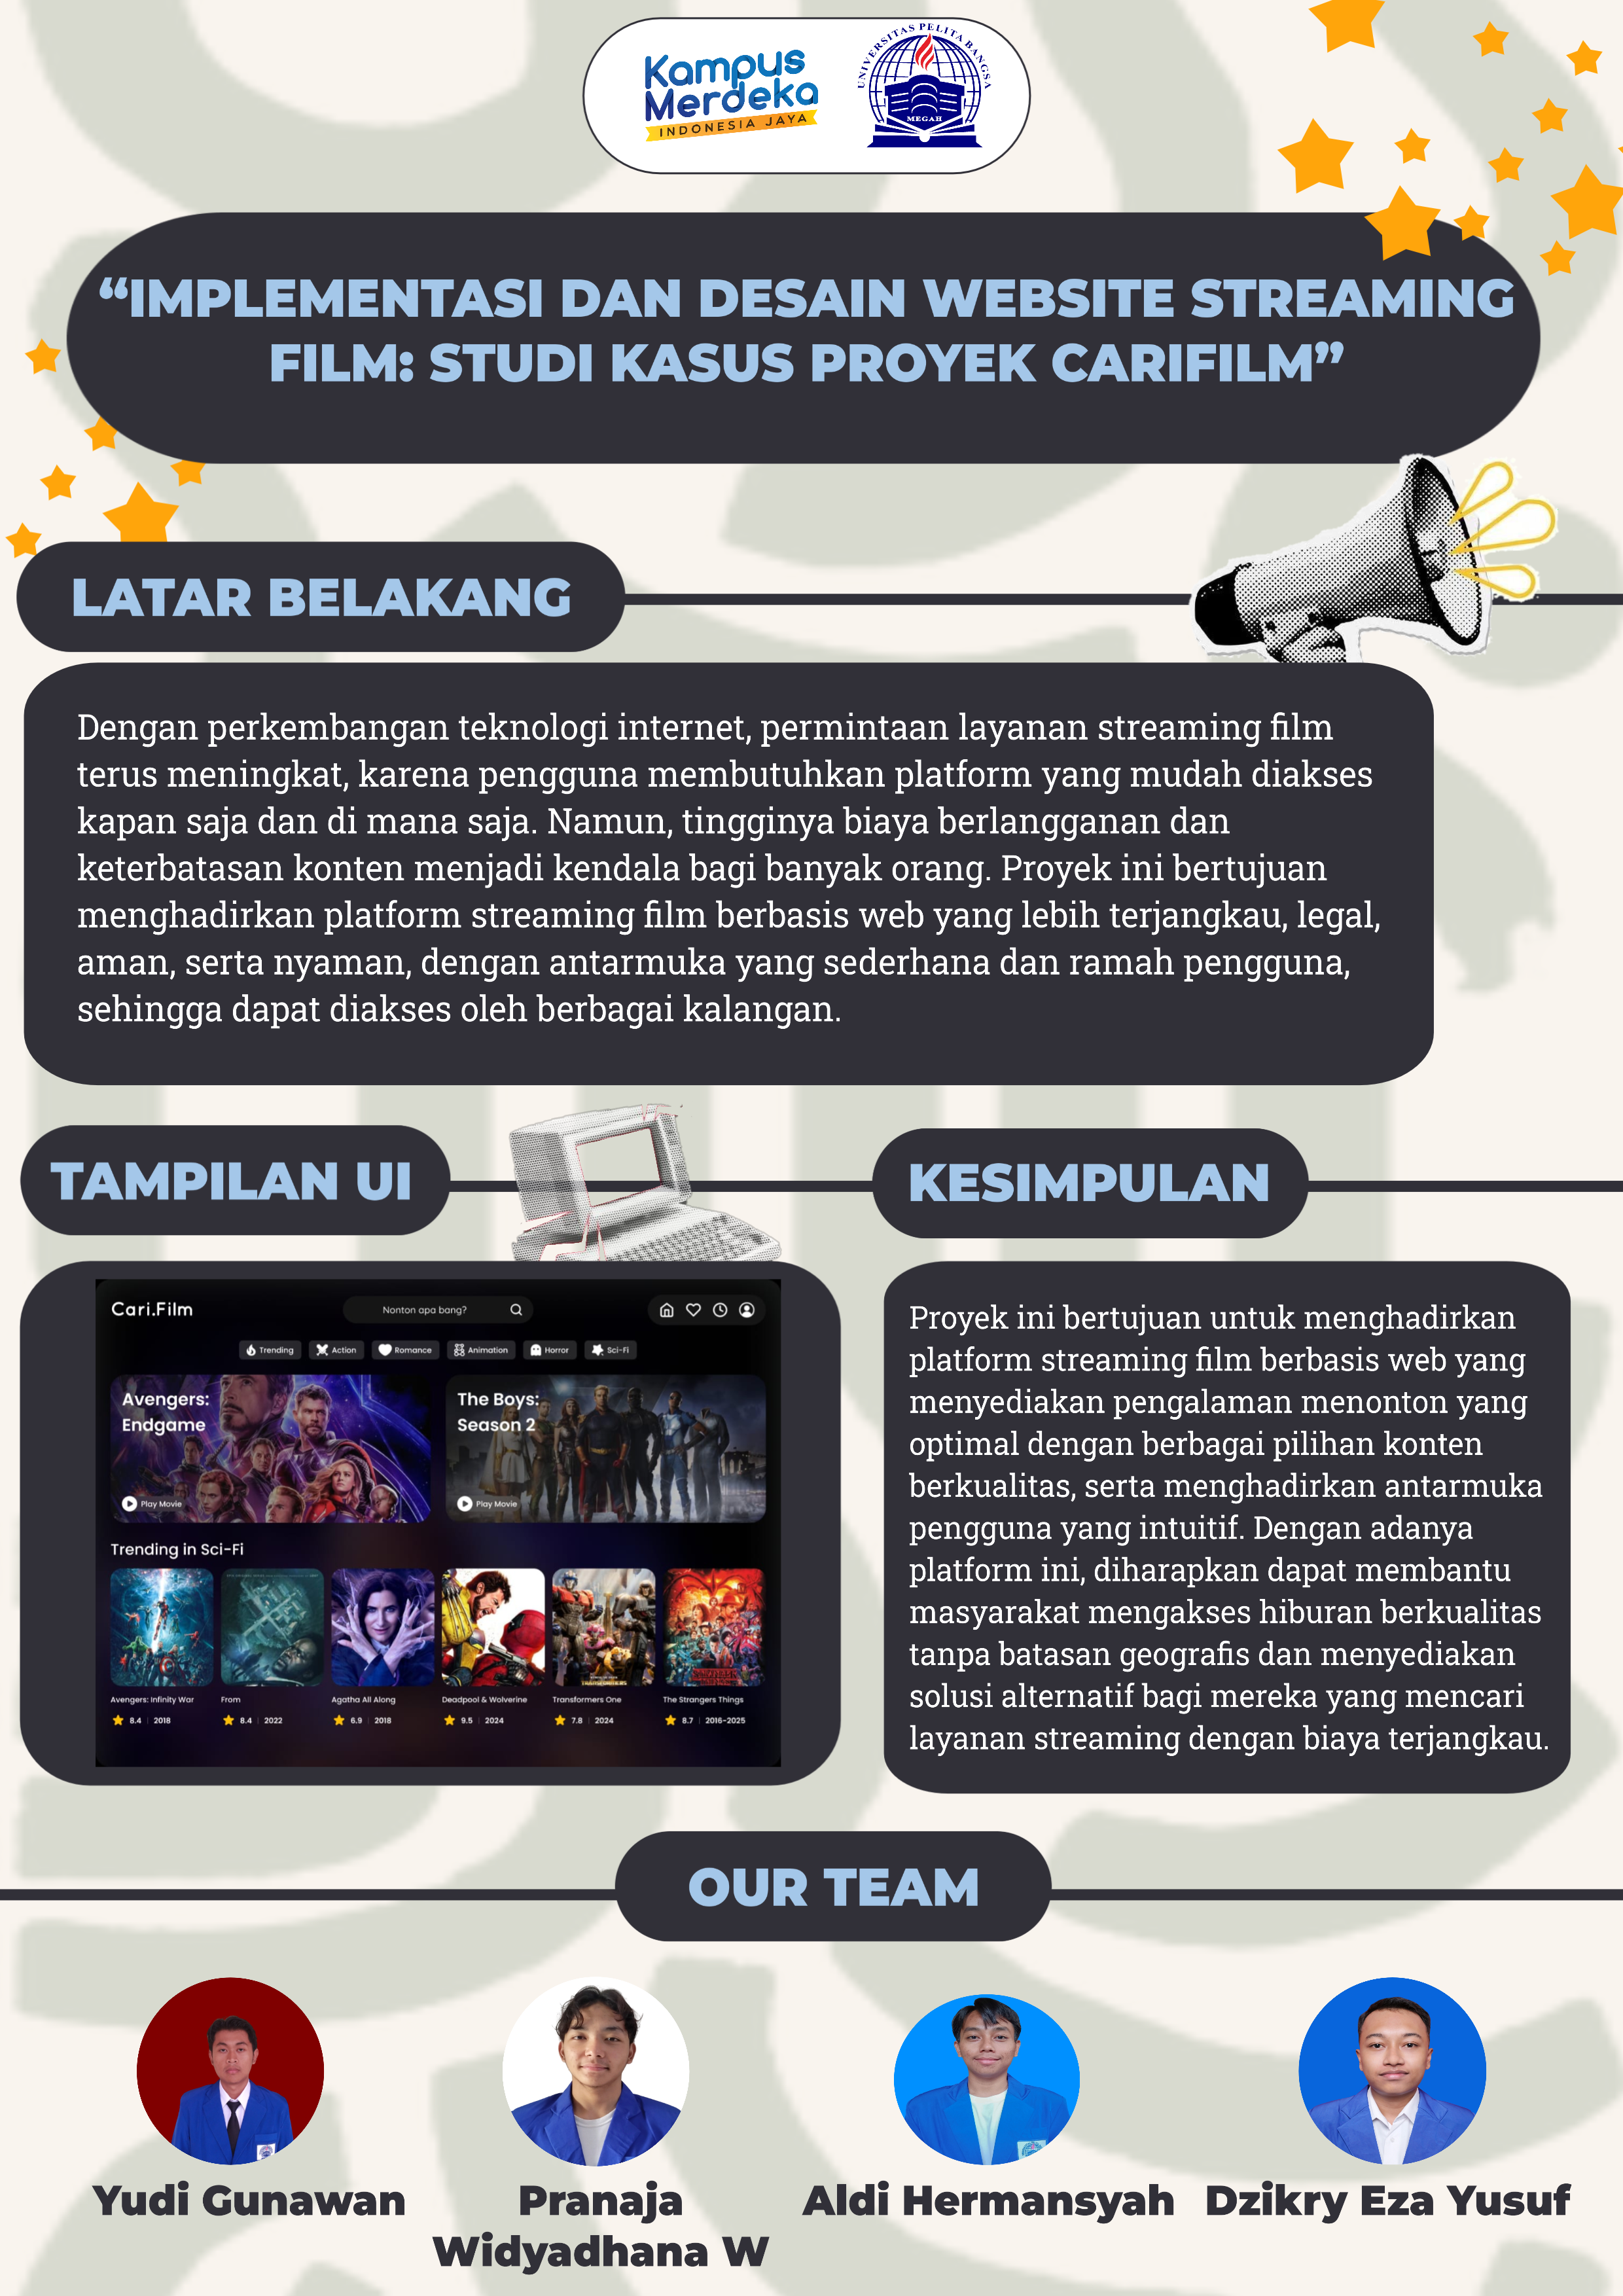 Kampus
Merdeka
INDONESIA JAYA
UNIVERSITAS PELITA BANGSA
MEGAH
“IMPLEMENTASI DAN DESAIN WEBSITE STREAMING
FILM: STUDI KASUS PROYEK CARIFILM”
LATAR BELAKANG
Dengan perkembangan teknologi internet, permintaan layanan streaming film
terus meningkat, karena pengguna membutuhkan platform yang mudah diakses
kapan saja dan di mana saja. Namun, tingginya biaya berlangganan dan
keterbatasan konten menjadi kendala bagi banyak orang. Proyek ini bertujuan
menghadirkan platform streaming film berbasis web yang lebih terjangkau, legal,
aman, serta nyaman, dengan antarmuka yang sederhana dan ramah pengguna,
sehingga dapat diakses oleh berbagai kalangan.
TAMPILAN UI
Cari.Film
Nonton apa bang?
Trending Action Romance Animation Horror Sci-Fi
Avengers:
Endgame
Play Movie
The Boys:
Season 2
Play Movie
Trending in Sci-Fi
Avengers: Infinity War From Agatha All Along Deadpool & Wolverine Transformers One The Strangers Things
8.4 | 2018 8.4 | 2022 6.9 | 2018 9.5 | 2024 7.8 | 2024 8.7 | 2016-2025
KESIMPULAN
Proyek ini bertujuan untuk menghadirkan
platform streaming film berbasis web yang
menyediakan pengalaman menonton yang
optimal dengan berbagai pilihan konten
berkualitas, serta menghadirkan antarmuka
pengguna yang intuitif. Dengan adanya
platform ini, diharapkan dapat membantu
masyarakat mengakses hiburan berkualitas
tanpa batasan geografis dan menyediakan
solusi alternatif bagi mereka yang mencari
layanan streaming dengan biaya terjangkau.
OUR TEAM
Yudi Gunawan
Pranaja
Widyadhana W
Aldi Hermansyah
Dzikry Eza Yusuf